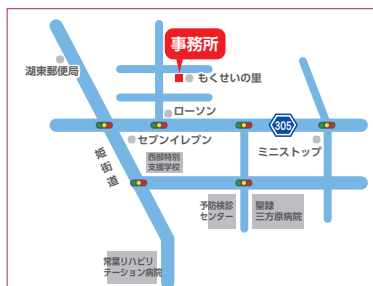 事務所
湖東郵便局
もくせいの里
ローソン
305
セブンイレブン
西部特別
支援学校
ミニストップ
姫街道
予防検診
センター
聖隷
三方原病院
常葉リハビリ
テーション病院